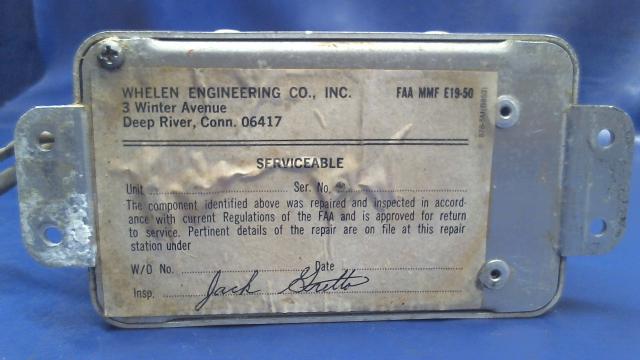 WHELEN ENGINEERING CO., INC. FAA MMF E19-50
3 Winter Avenue
Deep River, Conn. 06417
SERVICEABLE
Unit Ser. No.
The component identified above was repaired and inspected in accord-
ance with current Regulations of the FAA and is approved for return
to service. Pertinent details of the repair are on file at this repair
station under
W/O No. Date
Insp. Jack